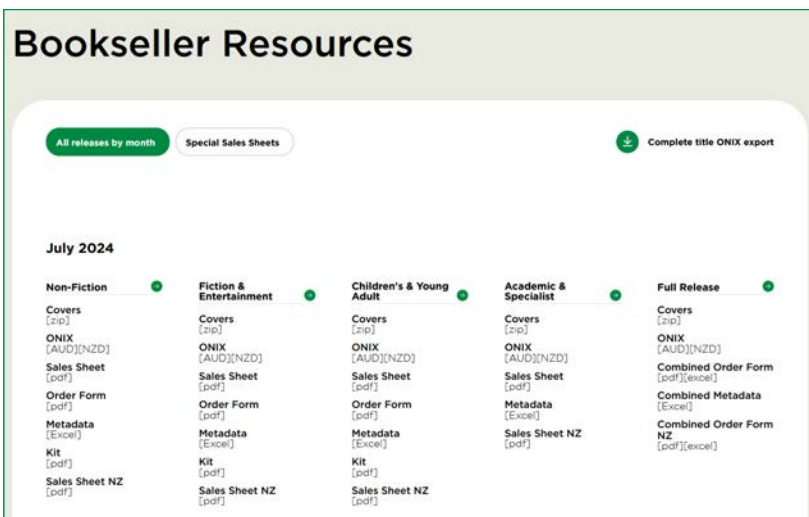 Bookseller Resources
All releases by month
Special Sales Sheets
Complete title ONIX export
July 2024
Non-Fiction
Covers
[zip]
ONIX
[AUD][NZD]
Sales Sheet
[pdf]
Order Form
[pdf]
Metadata
[Excel]
Kit
[pdf]
Sales Sheet NZ
[pdf]
Fiction &
Entertainment
Covers
[zip]
ONIX
[AUD][NZD]
Sales Sheet
[pdf]
Order Form
[pdf]
Metadata
[Excel]
Kit
[pdf]
Sales Sheet NZ
[pdf]
Children's & Young
Adult
Covers
[zip]
ONIX
[AUD][NZD]
Sales Sheet
[pdf]
Order Form
[pdf]
Metadata
[Excel]
Kit
[pdf]
Sales Sheet NZ
[pdf]
Academic &
Specialist
Covers
[zip]
ONIX
[AUD][NZD]
Sales Sheet
[pdf]
Metadata
[Excel]
Sales Sheet NZ
[pdf]
Full Release
Covers
[zip]
ONIX
[AUD][NZD]
Combined Order Form
[pdf][excel]
Combined Metadata
[Excel]
Combined Order Form
NZ
[pdf][excel]